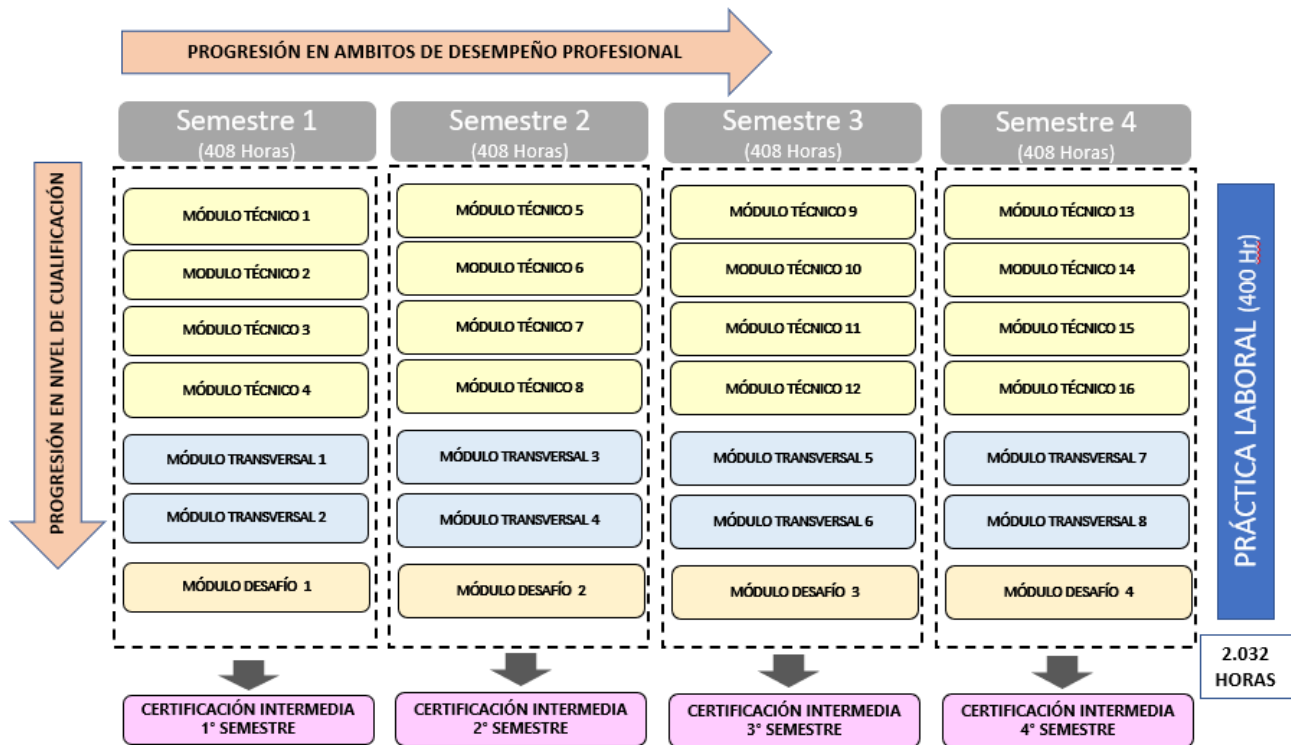 PROGRESIÓN EN AMBITOS DE DESEMPEÑO PROFESIONAL
PROGRESIÓN EN NIVEL DE CUALIFICACIÓN
Semestre 1
(408 Horas)
MÓDULO TÉCNICO 1
MODULO TÉCNICO 2
MÓDULO TÉCNICO 3
MÓDULO TÉCNICO 4
MÓDULO TRANSVERSAL 1
MÓDULO TRANSVERSAL 2
MÓDULO DESAFÍO 1
CERTIFICACIÓN INTERMEDIA
1° SEMESTRE
Semestre 2
(408 Horas)
MÓDULO TÉCNICO 5
MODULO TÉCNICO 6
MÓDULO TÉCNICO 7
MÓDULO TÉCNICO 8
MÓDULO TRANSVERSAL 3
MÓDULO TRANSVERSAL 4
MÓDULO DESAFÍO 2
CERTIFICACIÓN INTERMEDIA
2° SEMESTRE
Semestre 3
(408 Horas)
MÓDULO TÉCNICO 9
MODULO TÉCNICO 10
MÓDULO TÉCNICO 11
MÓDULO TÉCNICO 12
MÓDULO TRANSVERSAL 5
MÓDULO TRANSVERSAL 6
MÓDULO DESAFÍO 3
CERTIFICACIÓN INTERMEDIA
3° SEMESTRE
Semestre 4
(408 Horas)
MÓDULO TÉCNICO 13
MODULO TÉCNICO 14
MÓDULO TÉCNICO 15
MÓDULO TÉCNICO 16
MÓDULO TRANSVERSAL 7
MÓDULO TRANSVERSAL 8
MÓDULO DESAFÍO 4
CERTIFICACIÓN INTERMEDIA
4° SEMESTRE
PRÁCTICA LABORAL (400 Hr)
2.032
HORAS